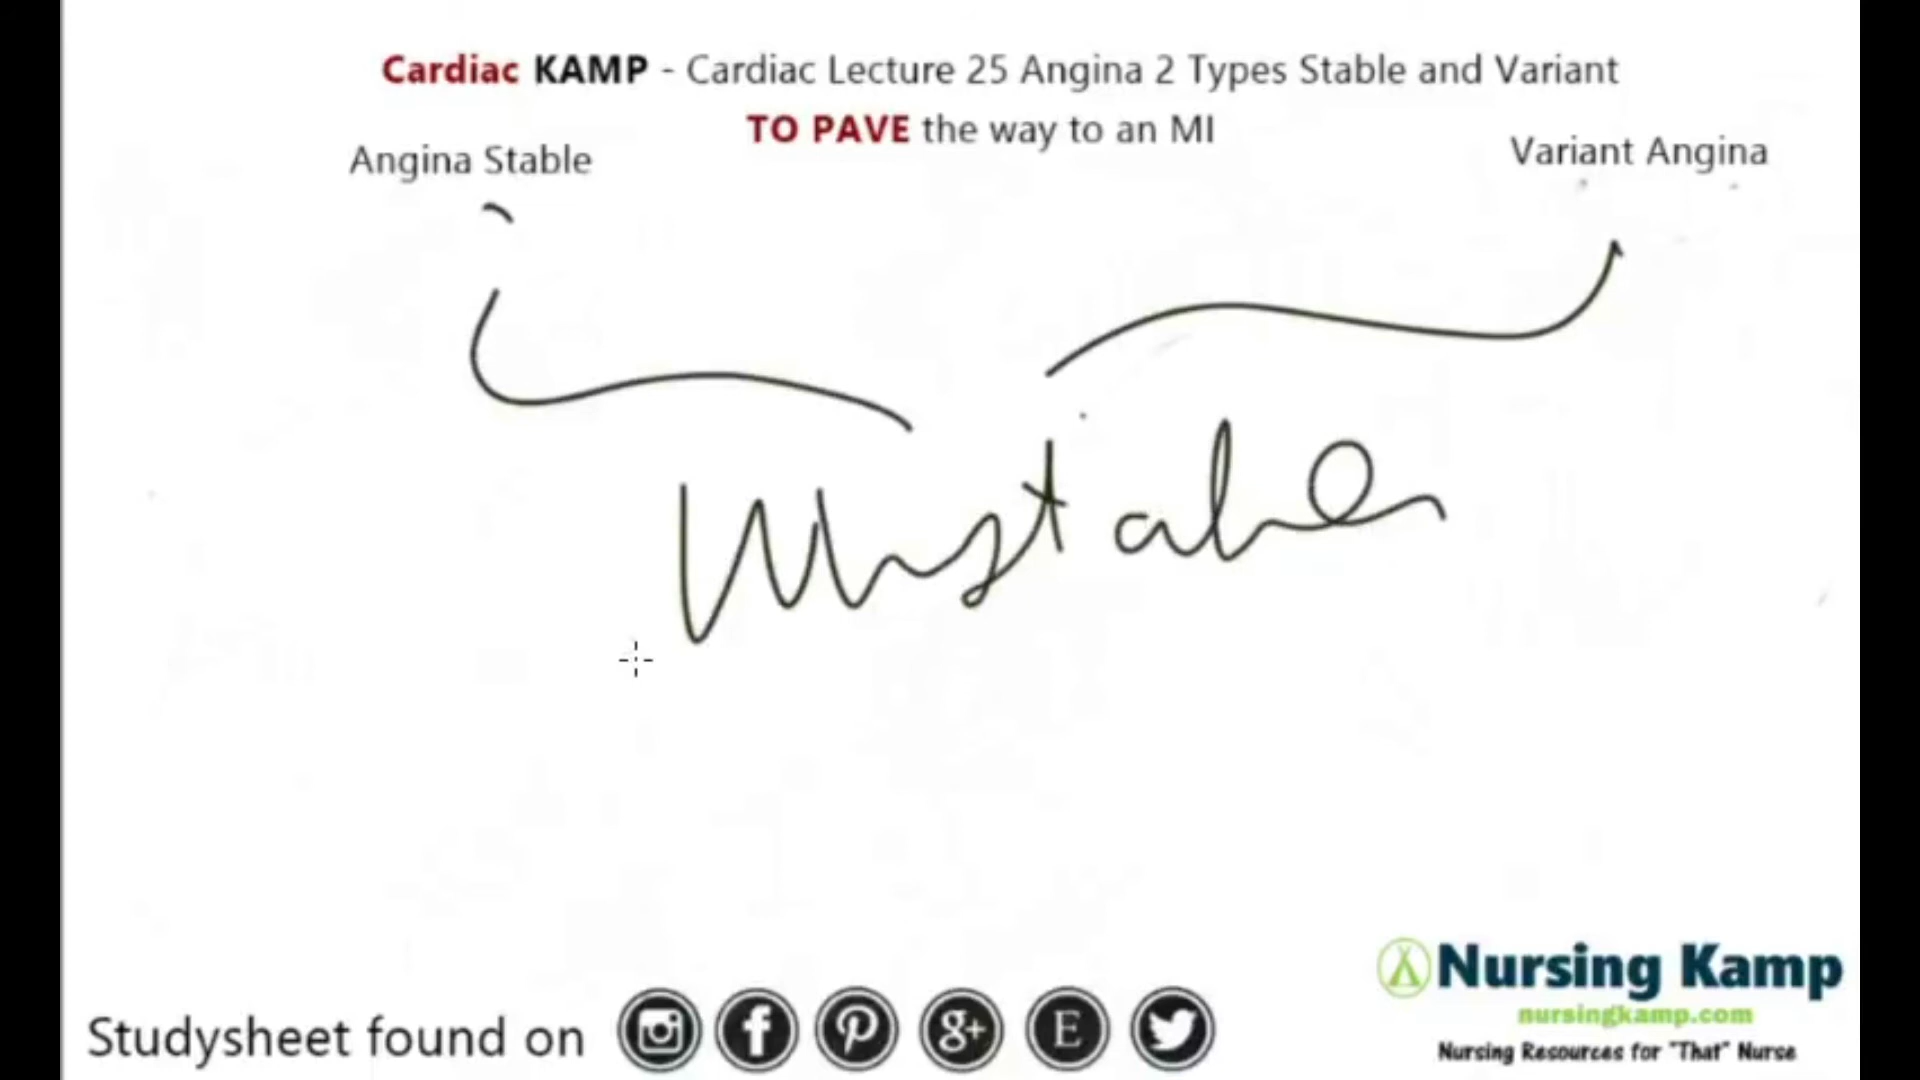 Cardiac KAMP - Cardiac Lecture 25 Angina 2 Types Stable and Variant
TO PAVE the way to an MI
Angina Stable
Variant Angina
Unstable
Nursing Kamp
nursingkamp.com
Nursing Resources for "That" Nurse
Studysheet found on